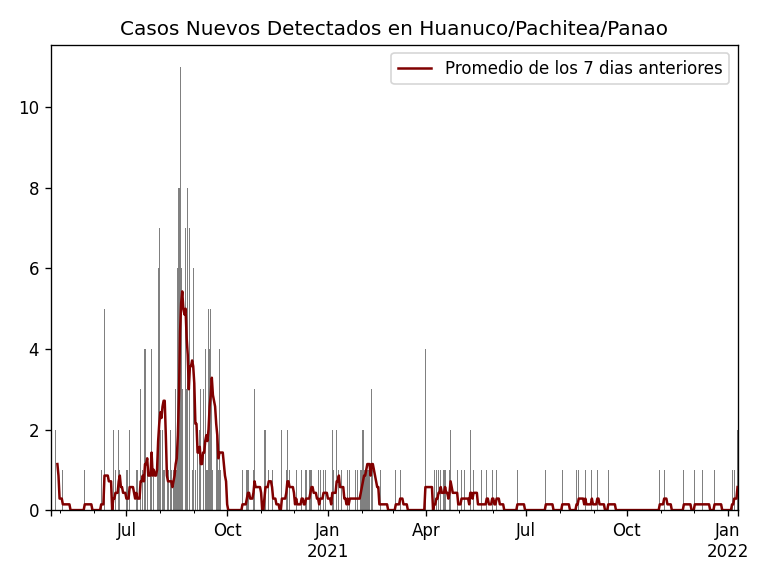 Casos Nuevos Detectados en Huanuco/Pachitea/Panao
Promedio de los 7 dias anteriores
10
8
6
4
2
0
Jul Oct Jan Apr Jul Oct Jan
2021 2022